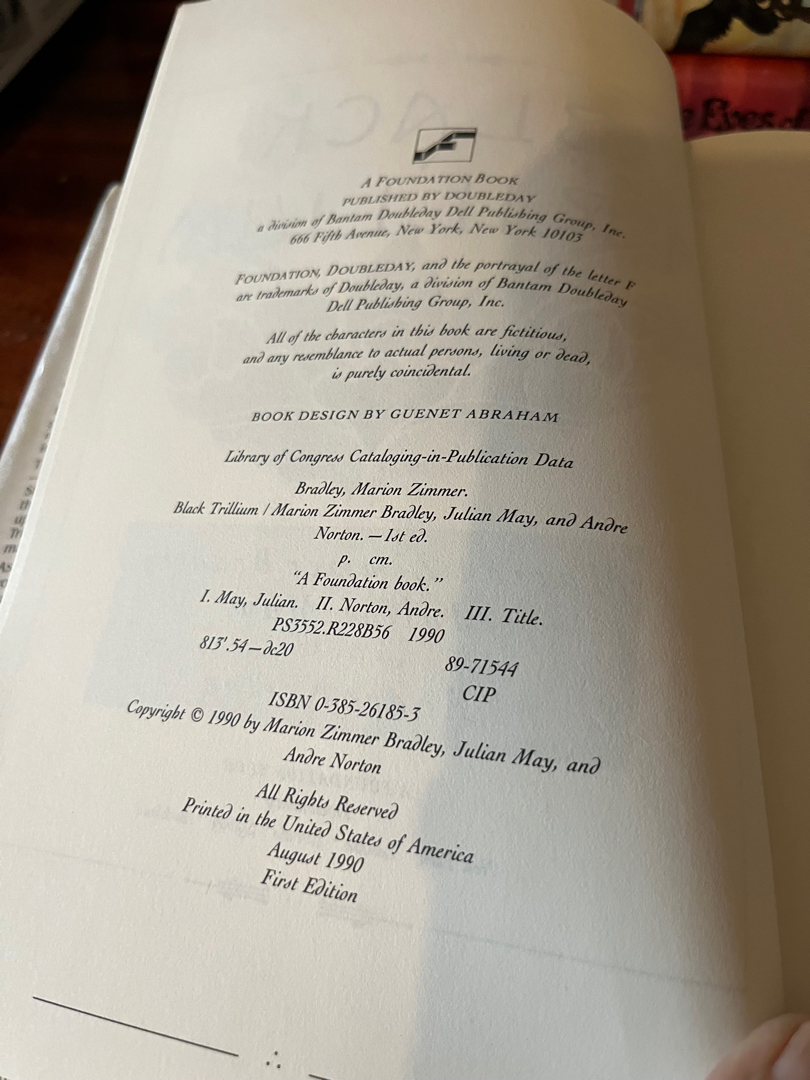 A FOUNDATION BOOK
PUBLISHED BY DOUBLEDAY
a division of Bantam Doubleday Dell Publishing Group, Inc.
666 Fifth Avenue, New York, New York 10103
FOUNDATION, DOUBLEDAY, and the portrayal of the letter F
are trademarks of Doubleday, a division of Bantam Doubleday
Dell Publishing Group, Inc.
All of the characters in this book are fictitious,
and any resemblance to actual persons, living or dead,
is purely coincidental.
BOOK DESIGN BY GUENET ABRAHAM
Library of Congress Cataloging-in-Publication Data
Bradley, Marion Zimmer.
Black Trillium / Marion Zimmer Bradley, Julian May, and Andre
Norton. — 1st ed.
p. cm.
“A Foundation book.”
I. May, Julian. II. Norton, Andre. III. Title.
PS3552.R228B56 1990
813'.54—dc20
89-71544
CIP
ISBN 0-385-26185-3
Copyright © 1990 by Marion Zimmer Bradley, Julian May, and
Andre Norton
All Rights Reserved
Printed in the United States of America
August 1990
First Edition
Eyes of